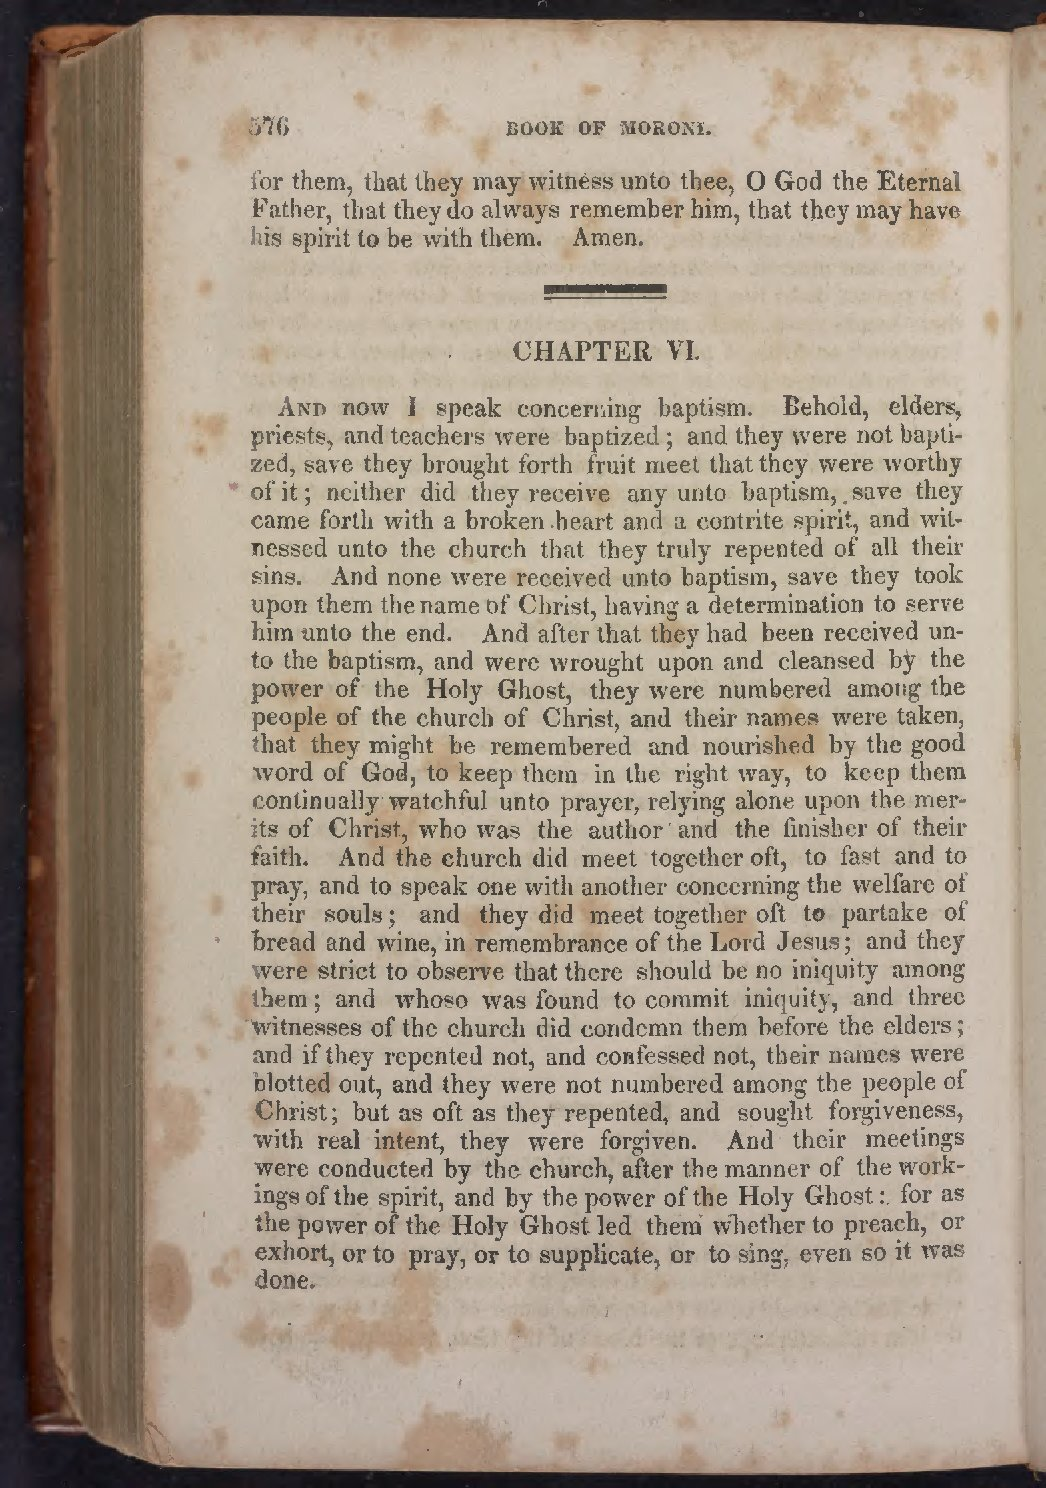 576 BOOK OF MORONI.
for them, that they may witness unto thee, O God the Eternal
Father, that they do always remember him, that they may have
his spirit to be with them. Amen.
CHAPTER VI.
AND now I speak concerning baptism. Behold, elders,
priests, and teachers were baptized; and they were not bapti-
zed, save they brought forth fruit meet that they were worthy
of it; neither did they receive any unto baptism, save they
came forth with a broken heart and a contrite spirit, and wit-
nessed unto the church that they truly repented of all their
sins. And none were received unto baptism, save they took
upon them the name of Christ, having a determination to serve
him unto the end. And after that they had been received un-
to the baptism, and were wrought upon and cleansed by the
power of the Holy Ghost, they were numbered among the
people of the church of Christ, and their names were taken,
that they might be remembered and nourished by the good
word of God, to keep them in the right way, to keep them
continually watchful unto prayer, relying alone upon the mer-
its of Christ, who was the author and the finisher of their
faith. And the church did meet together oft, to fast and to
pray, and to speak one with another concerning the welfare of
their souls; and they did meet together oft to partake of
bread and wine, in remembrance of the Lord Jesus; and they
were strict to observe that there should be no iniquity among
them; and whoso was found to commit iniquity, and three
witnesses of the church did condemn them before the elders;
and if they repented not, and confessed not, their names were
blotted out, and they were not numbered among the people of
Christ; but as oft as they repented, and sought forgiveness,
with real intent, they were forgiven. And their meetings
were conducted by the church, after the manner of the work-
ings of the spirit, and by the power of the Holy Ghost: for as
the power of the Holy Ghost led them whether to preach, or
exhort, or to pray, or to supplicate, or to sing, even so it was
done.